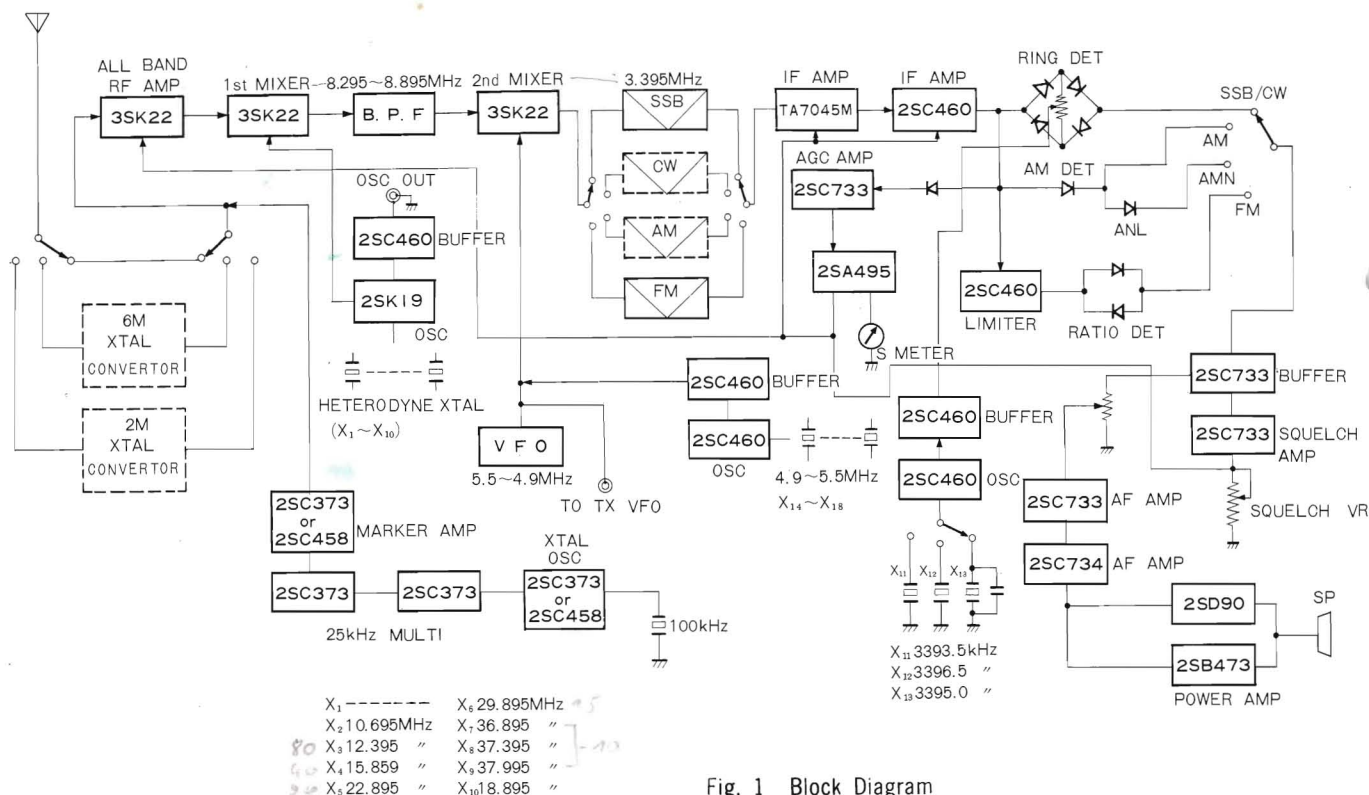 ALL BAND
RF AMP
3SK22
1st MIXER
3SK22
8.295~8.895MHz
B. P. F
2nd MIXER
3SK22
3.395MHz
SSB
CW
AM
FM
IF AMP
TA7045M
IF AMP
2SC460
RING DET
SSB/CW
AM
AMN
FM
AGC AMP
2SC733
AM DET
ANL
2SA495
S METER
2SC460
LIMITER
RATIO DET
OSC OUT
2SC460 BUFFER
2SK19
OSC
HETERODYNE XTAL
(X₁~X₁₀)
6M
XTAL
CONVERTOR
2M
XTAL
CONVERTOR
VFO
5.5~4.9MHz
TO TX VFO
2SC460 BUFFER
2SC460
OSC
4.9~5.5MHz
X₁₄~X₁₈
2SC460 BUFFER
2SC460 OSC
X₁₁ X₁₂ X₁₃
X₁₁ 3393.5kHz
X₁₂ 3396.5 〃
X₁₃ 3395.0 〃
2SC733 BUFFER
2SC733 SQUELCH
AMP
SQUELCH VR
2SC733 AF AMP
2SC734 AF AMP
2SD90
2SB473
POWER AMP
SP
2SC373
or
2SC458
MARKER AMP
2SC373
2SC373
25kHz MULTI
XTAL
OSC
2SC373
or
2SC458
100kHz
X₁ ------ X₆ 29.895MHz
X₂ 10.695MHz X₇ 36.895 〃
80 X₃ 12.395 〃 X₈ 37.395 〃 -10
40 X₄ 15.859 〃 X₉ 37.995 〃
X₅ 22.895 〃 X₁₀ 18.895 〃
Fig. 1 Block Diagram